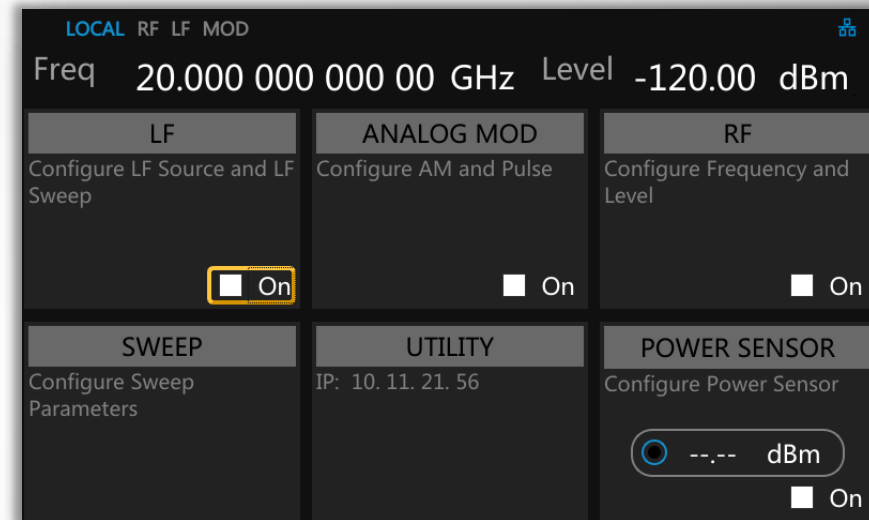 LOCAL RF LF MOD
Freq 20.000 000 000 00 GHz Level -120.00 dBm
LF
Configure LF Source and LF
Sweep
On
ANALOG MOD
Configure AM and Pulse
On
RF
Configure Frequency and
Level
On
SWEEP
Configure Sweep
Parameters
UTILITY
IP: 10. 11. 21. 56
POWER SENSOR
Configure Power Sensor
--.-- dBm
On